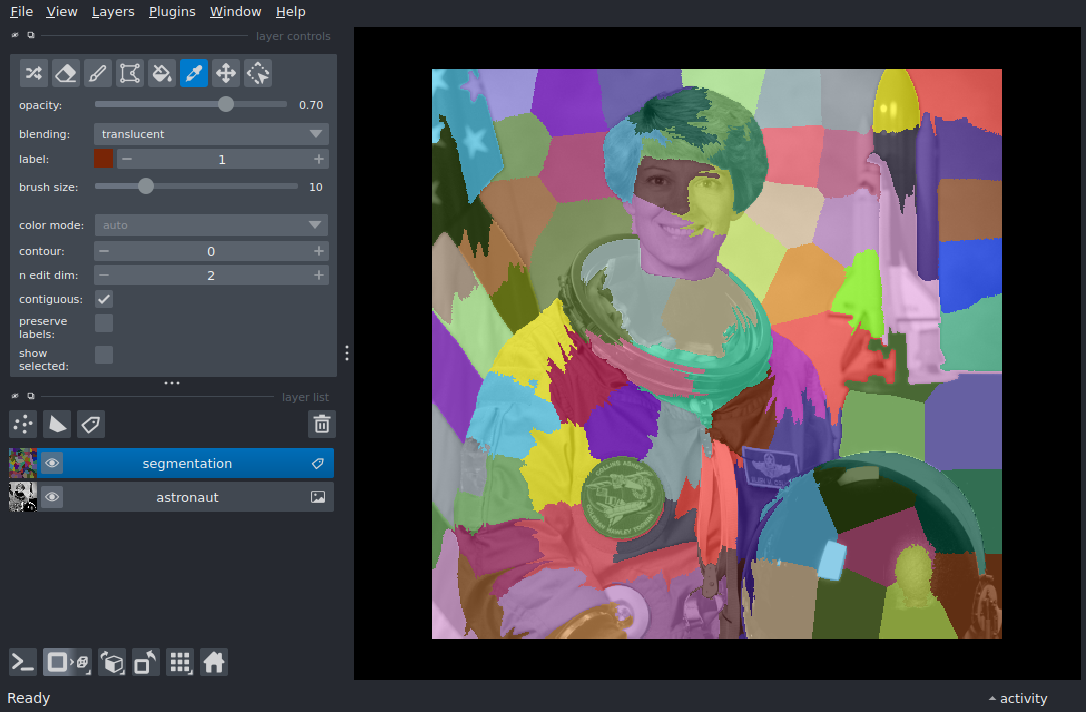 File View Layers Plugins Window Help
layer controls
opacity: 0.70
blending: translucent
label: 1
brush size: 10
color mode: auto
contour: 0
n edit dim: 2
contiguous:
preserve
labels:
show
selected:
layer list
segmentation
astronaut
Ready
activity